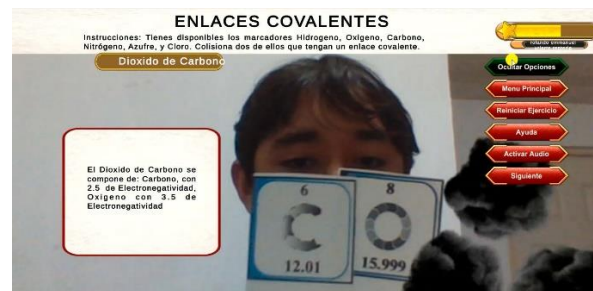 ENLACES COVALENTES
Instrucciones: Tienes disponibles los marcadores Hidrogeno, Oxigeno, Carbono,
Nitrógeno, Azufre, y Cloro. Colisiona dos de ellos que tengan un enlace covalente.
Dioxido de Carbono
Ocultar Opciones
Menu Principal
Reiniciar Ejercicio
Ayuda
Activar Audio
Siguiente
El Dioxido de Carbono se
compone de: Carbono, con
2.5 de Electronegatividad,
Oxigeno con 3.5 de
Electronegatividad
6
C
12.01
8
O
15.999